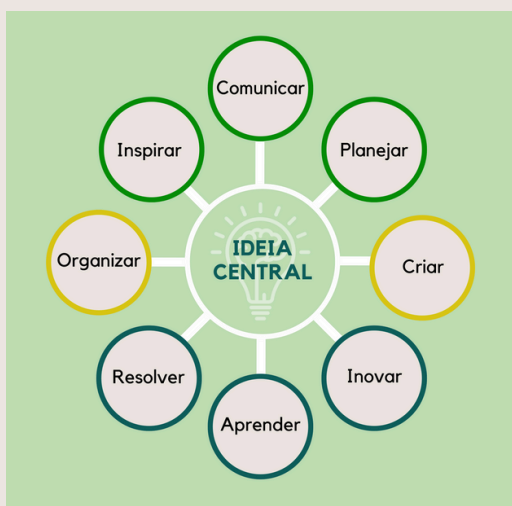 Comunicar
Inspirar
Planejar
Organizar
IDEIA
CENTRAL
Criar
Resolver
Inovar
Aprender